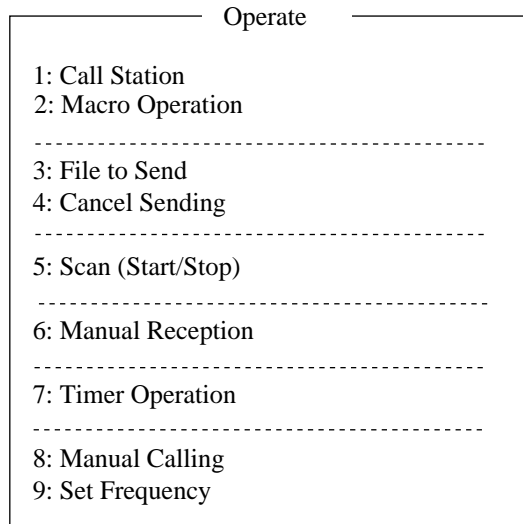 Operate
1: Call Station
2: Macro Operation
3: File to Send
4: Cancel Sending
5: Scan (Start/Stop)
6: Manual Reception
7: Timer Operation
8: Manual Calling
9: Set Frequency